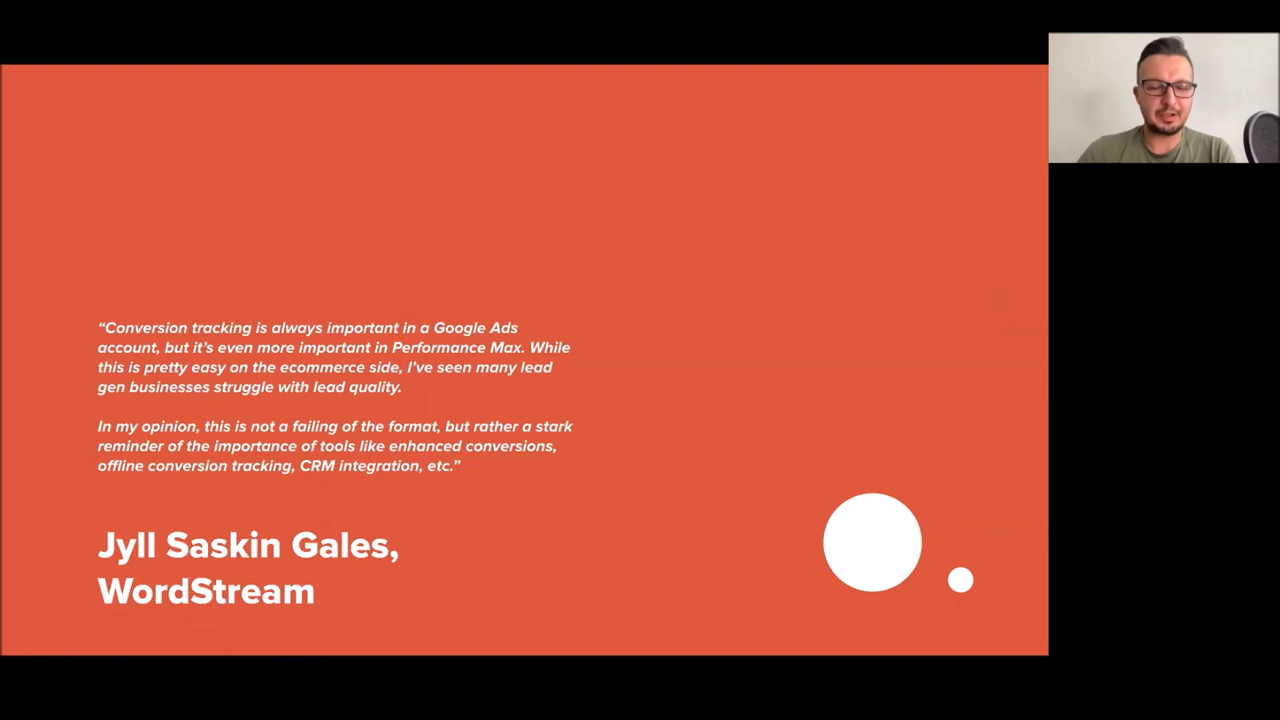 “Conversion tracking is always important in a Google Ads
account, but it’s even more important in Performance Max. While
this is pretty easy on the ecommerce side, I’ve seen many lead
gen businesses struggle with lead quality.
In my opinion, this is not a failing of the format, but rather a stark
reminder of the importance of tools like enhanced conversions,
offline conversion tracking, CRM integration, etc.”
Jyll Saskin Gales,
WordStream